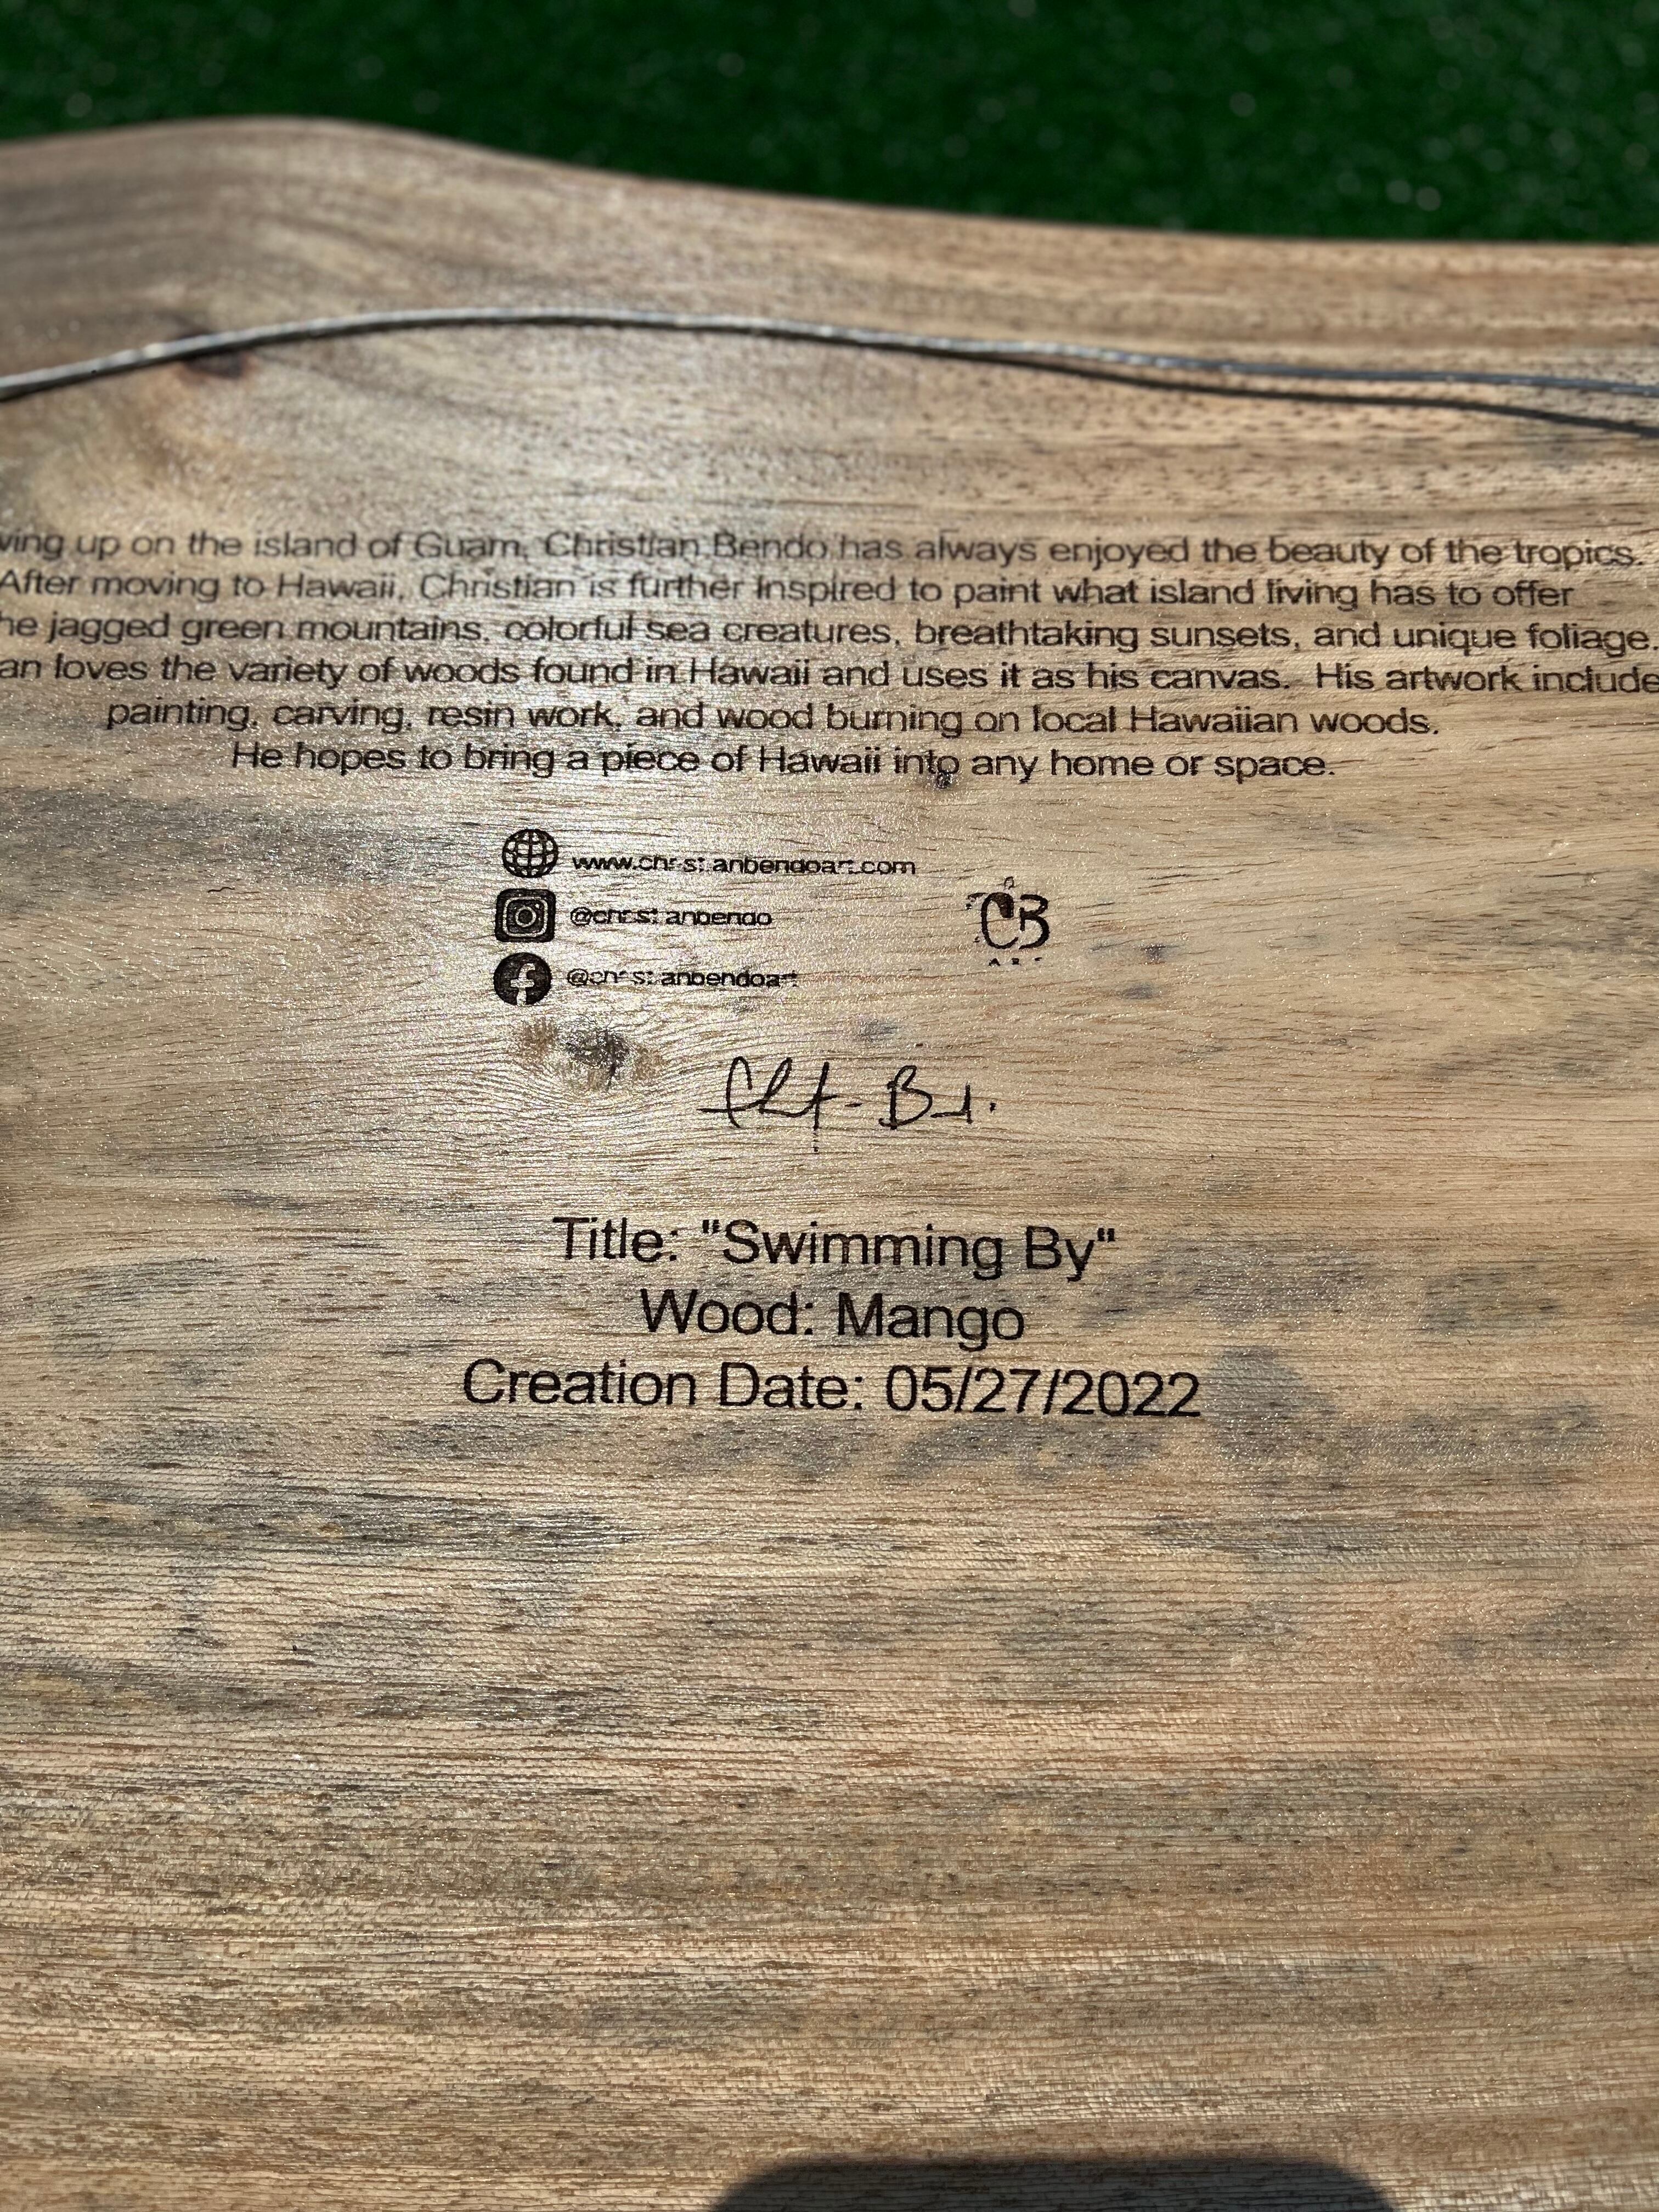 ving up on the island of Guam, Christian Bendo has always enjoyed the beauty of the tropics.
After moving to Hawaii, Christian is further inspired to paint what island living has to offer
he jagged green mountains, colorful sea creatures, breathtaking sunsets, and unique foliage.
an loves the variety of woods found in Hawaii and uses it as his canvas. His artwork include
painting, carving, resin work, and wood burning on local Hawaiian woods.
He hopes to bring a piece of Hawaii into any home or space.
www.christianbendoart.com
@christianbendo
CB
ART
@christianbendoart
Title: "Swimming By"
Wood: Mango
Creation Date: 05/27/2022